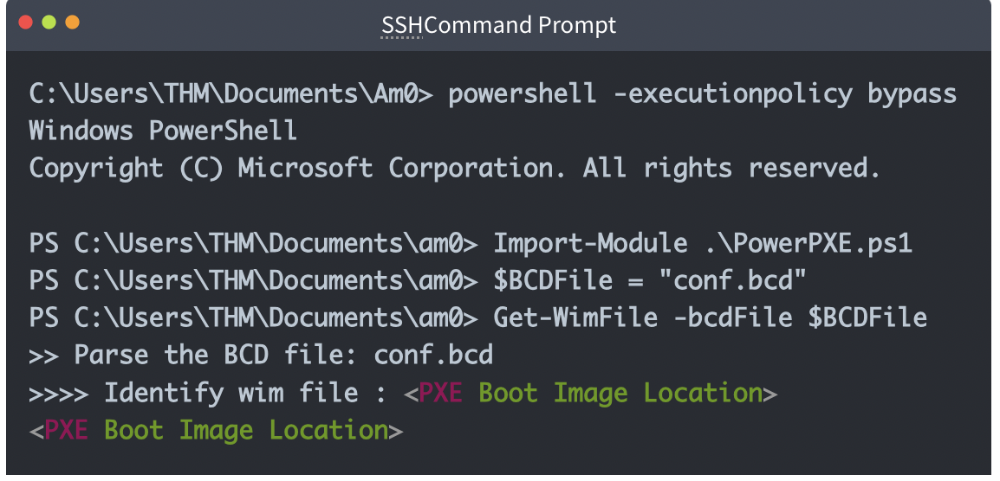 SSHCommand Prompt
C:\Users\THM\Documents\Am0> powershell -executionpolicy bypass
Windows PowerShell
Copyright (C) Microsoft Corporation. All rights reserved.
PS C:\Users\THM\Documents\am0> Import-Module .\PowerPXE.ps1
PS C:\Users\THM\Documents\am0> $BCDFile = "conf.bcd"
PS C:\Users\THM\Documents\am0> Get-WimFile -bcdFile $BCDFile
>> Parse the BCD file: conf.bcd
>>>> Identify wim file : <PXE Boot Image Location>
<PXE Boot Image Location>